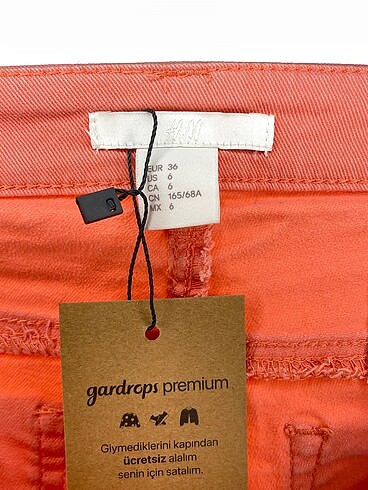 H&M
EUR 36
US 6
CA 6
CN 165/68A
MX 6
g
gardrops premium
Giymediklerini kapından
ücretsiz alalım
senin için satalım.